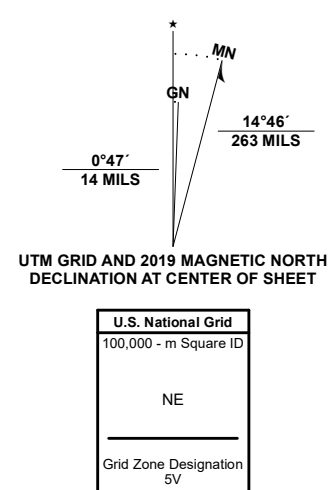 ★
MN
GN
14°46´
263 MILS
0°47´
14 MILS
UTM GRID AND 2019 MAGNETIC NORTH
DECLINATION AT CENTER OF SHEET
U.S. National Grid
100,000 - m Square ID
NE
Grid Zone Designation
5V